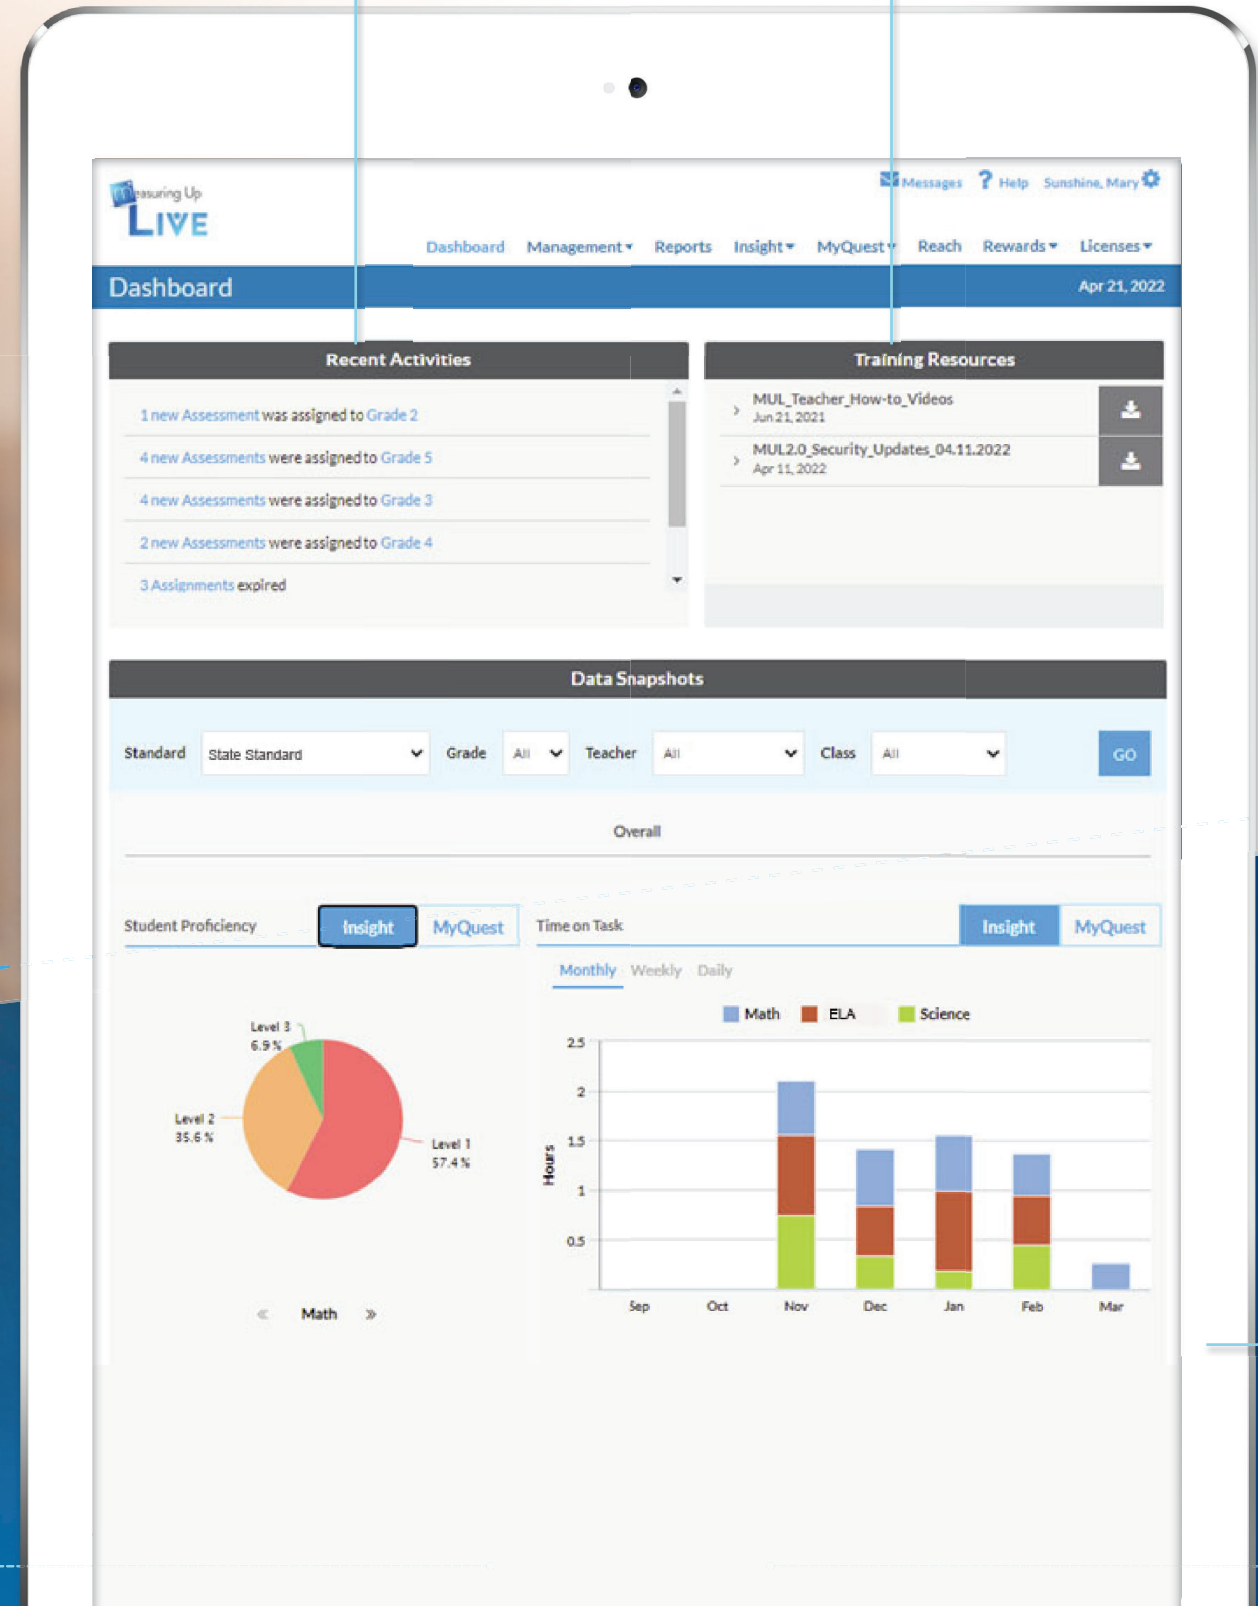 Measuring Up
LIVE
Messages ? Help Sunshine, Mary
Dashboard Management Reports Insight MyQuest Reach Rewards Licenses
Dashboard Apr 21, 2022
Recent Activities
1 new Assessment was assigned to Grade 2
4 new Assessments were assigned to Grade 5
4 new Assessments were assigned to Grade 3
2 new Assessments were assigned to Grade 4
3 Assignments expired
Training Resources
MUL_Teacher_How-to_Videos
Jun 21, 2021
MUL2.0_Security_Updates_04.11.2022
Apr 11, 2022
Data Snapshots
Standard State Standard Grade All Teacher All Class All GO
Overall
Student Proficiency Insight MyQuest
Level 3
6.9%
Level 2
35.6%
Level 1
57.4%
« Math »
Time on Task Insight MyQuest
Monthly Weekly Daily
Math ELA Science
Hours
2.5
2
1.5
1
0.5
Sep Oct Nov Dec Jan Feb Mar